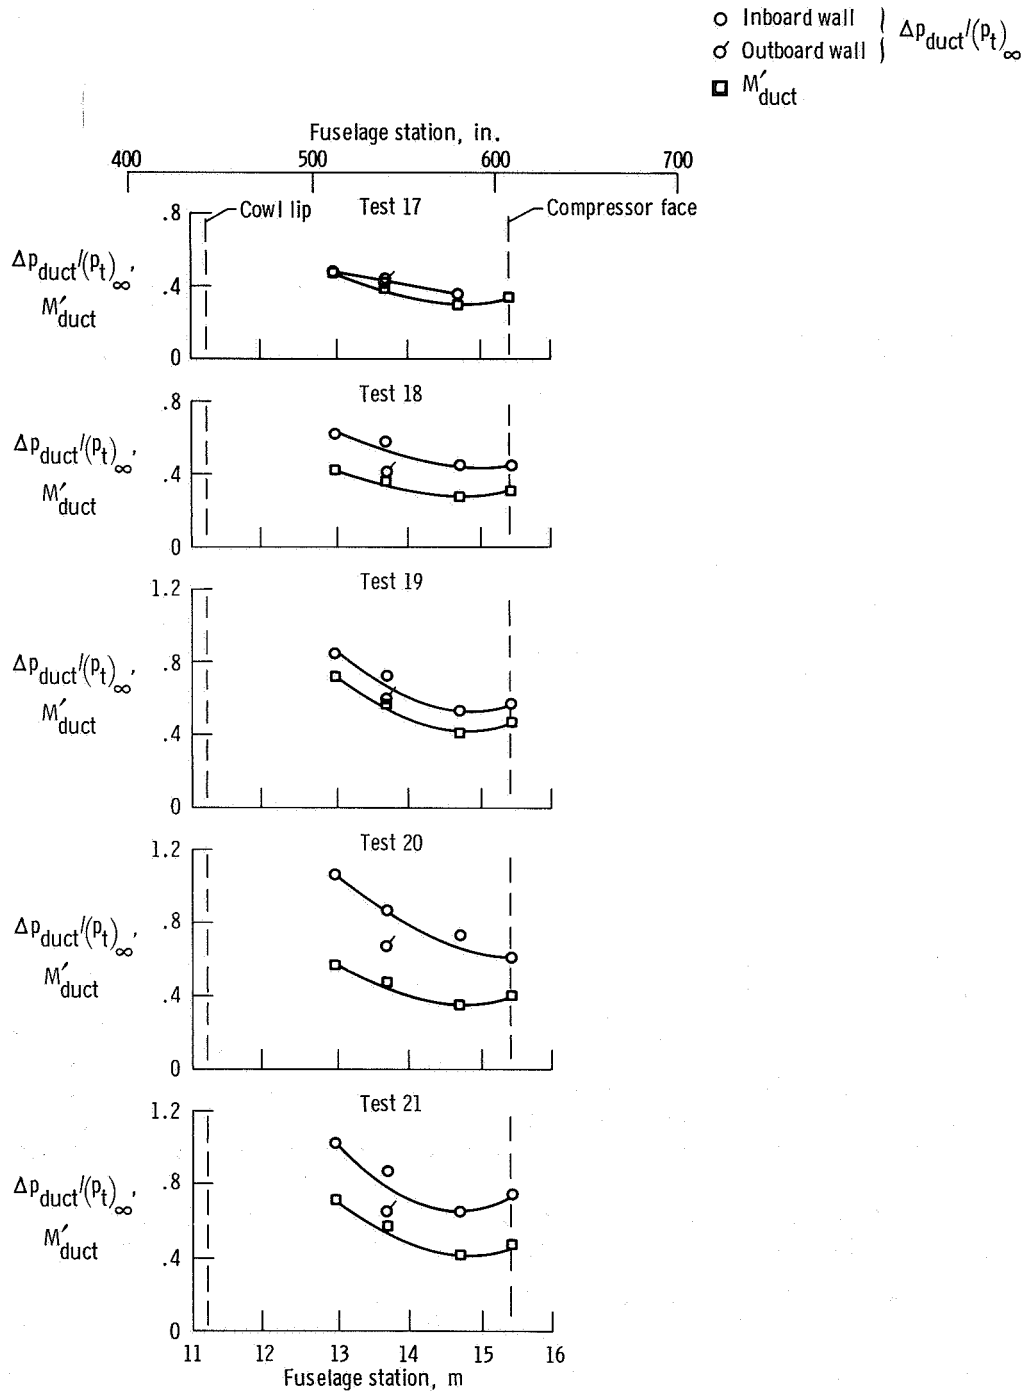 Inboard wall
Outboard wall
Δp_duct/(p_t)_∞
M′_duct
Fuselage station, in.
400 500 600 700
Cowl lip
Test 17
Compressor face
Δp_duct/(p_t)_∞,
M′_duct
.8
.4
0
Test 18
Δp_duct/(p_t)_∞,
M′_duct
.8
.4
0
Test 19
Δp_duct/(p_t)_∞,
M′_duct
1.2
.8
.4
0
Test 20
Δp_duct/(p_t)_∞,
M′_duct
1.2
.8
.4
0
Test 21
Δp_duct/(p_t)_∞,
M′_duct
1.2
.8
.4
0
11 12 13 14 15 16
Fuselage station, m